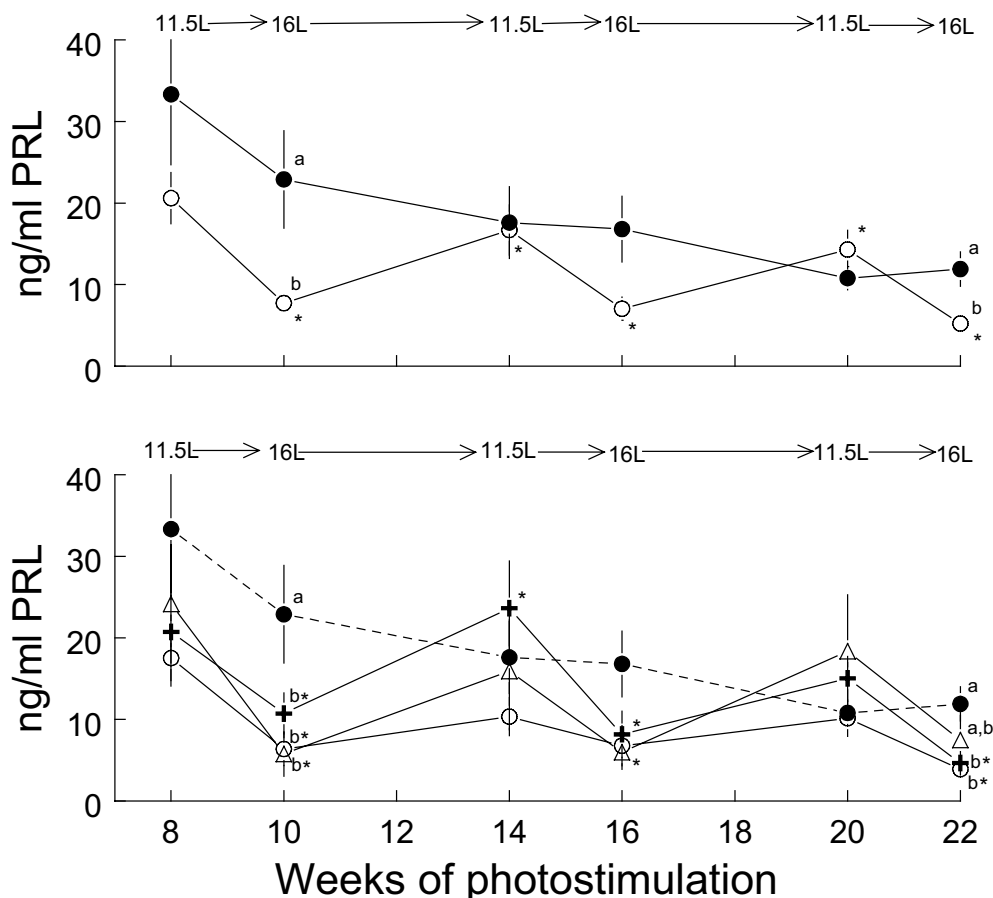 11.5L 16L 11.5L 16L 11.5L 16L
40
30
20
10
0
ng/ml PRL
a
b
*
*
*
*
a
b
*
11.5L 16L 11.5L 16L 11.5L 16L
40
30
20
10
0
ng/ml PRL
a
b*
b*
b*
*
*
*
a,b
a
b*
b*
8 10 12 14 16 18 20 22
Weeks of photostimulation